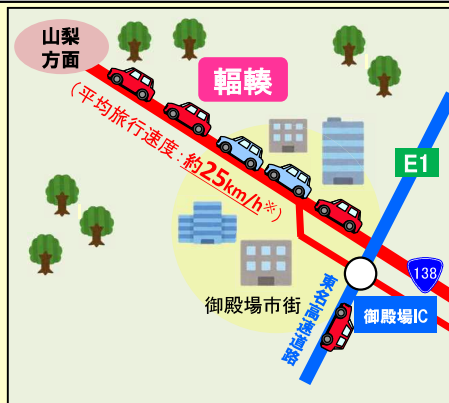 山梨
方面
輻輳
(平均旅行速度:約25km/h※)
E1
138
御殿場市街
東名高速道路
御殿場IC